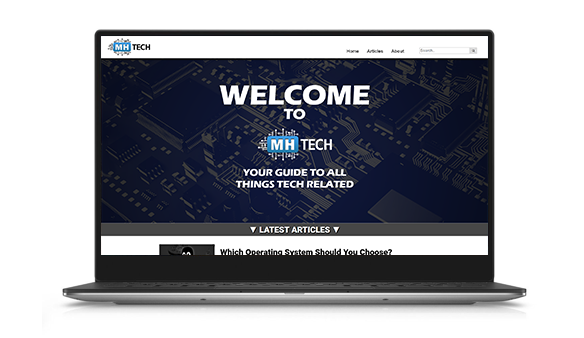 MH TECH
Home Articles About Search...
WELCOME
TO
MH TECH
YOUR GUIDE TO ALL
THINGS TECH RELATED
▼ LATEST ARTICLES ▼
Which Operating System Should You Choose?